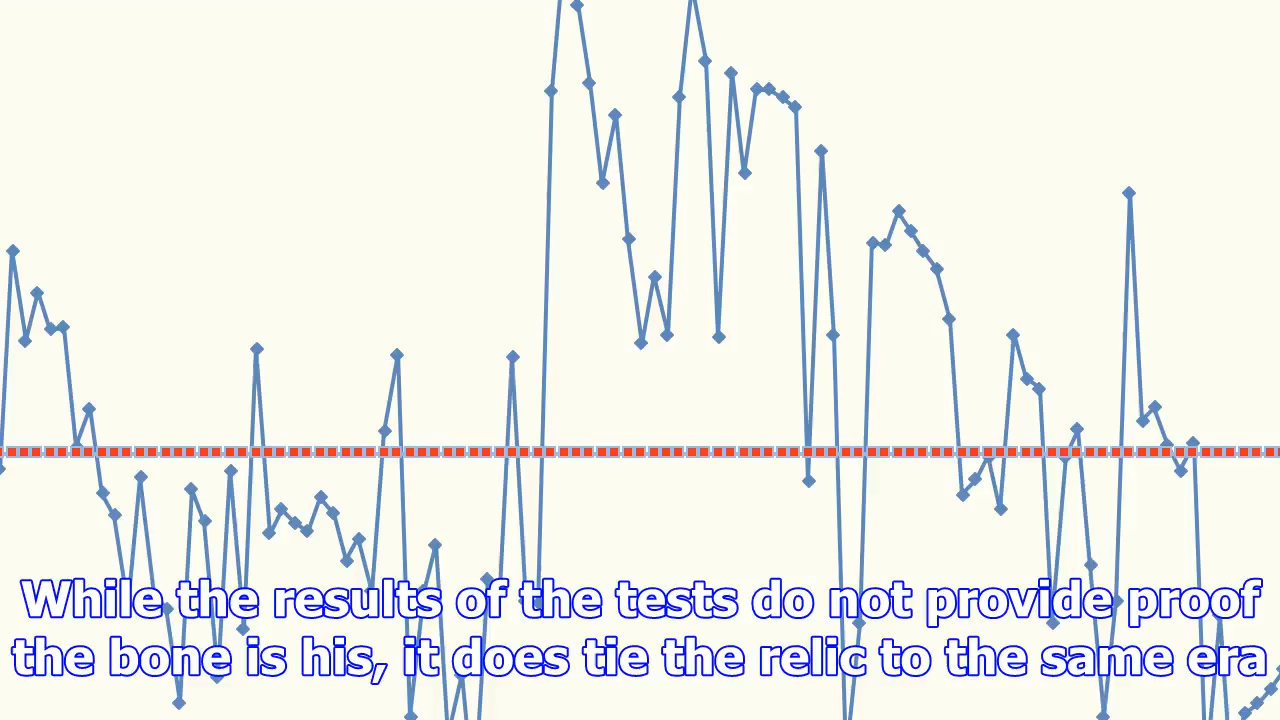 While the results of the tests do not provide proof
the bone is his, it does tie the relic to the same era